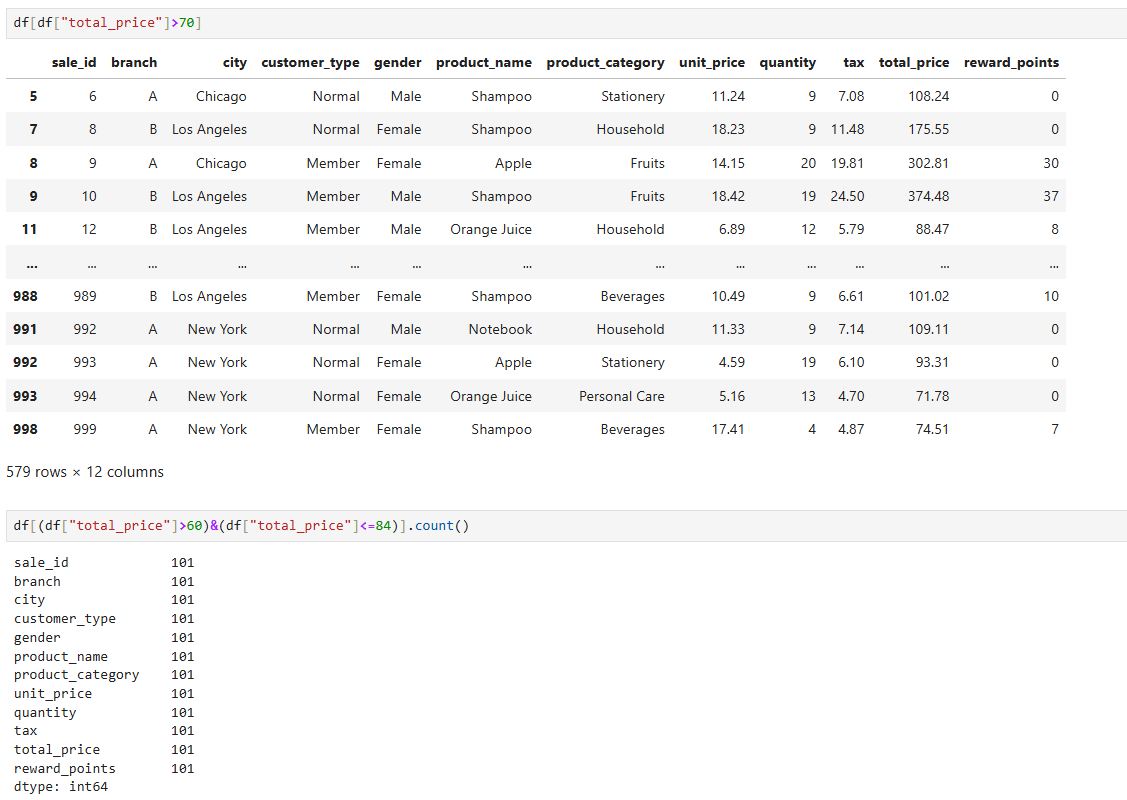 df[df["total_price"]>70]
sale_id branch city customer_type gender product_name product_category unit_price quantity tax total_price reward_points
5 6 A Chicago Normal Male Shampoo Stationery 11.24 9 7.08 108.24 0
7 8 B Los Angeles Normal Female Shampoo Household 18.23 9 11.48 175.55 0
8 9 A Chicago Member Female Apple Fruits 14.15 20 19.81 302.81 30
9 10 B Los Angeles Member Male Shampoo Fruits 18.42 19 24.50 374.48 37
11 12 B Los Angeles Member Male Orange Juice Household 6.89 12 5.79 88.47 8
... ... ... ... ... ... ... ... ... ... ... ... ...
988 989 B Los Angeles Member Female Shampoo Beverages 10.49 9 6.61 101.02 10
991 992 A New York Normal Male Notebook Household 11.33 9 7.14 109.11 0
992 993 A New York Normal Female Apple Stationery 4.59 19 6.10 93.31 0
993 994 A New York Normal Female Orange Juice Personal Care 5.16 13 4.70 71.78 0
998 999 A New York Member Female Shampoo Beverages 17.41 4 4.87 74.51 7
579 rows × 12 columns
df[(df["total_price"]>60)&(df["total_price"]<=84)].count()
sale_id 101
branch 101
city 101
customer_type 101
gender 101
product_name 101
product_category 101
unit_price 101
quantity 101
tax 101
total_price 101
reward_points 101
dtype: int64